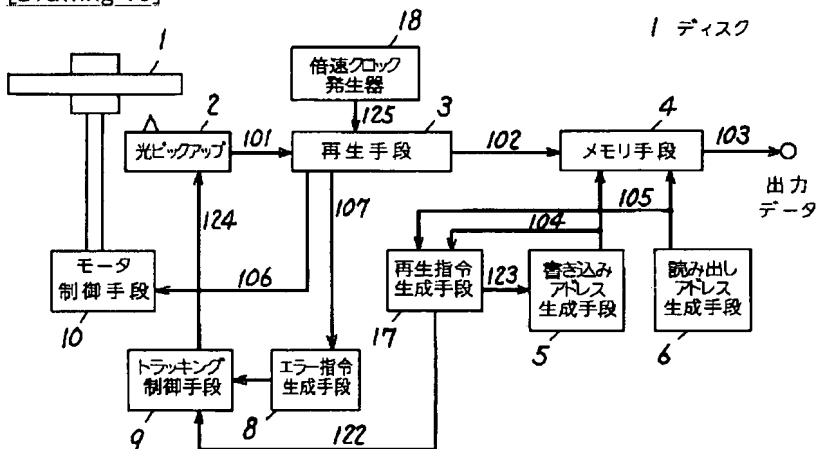 1 ディスク
18
倍速クロック
発生器
1
125
2
3
4
光ピックアップ
101
再生手段
102
メモリ手段
103
出力
データ
107
105
104
124
モータ
制御手段
106
再生指令
生成手段
123
書き込み
アドレス
生成手段
読み出し
アドレス
生成手段
10
17
5
6
トラッキング
制御手段
エラー指令
生成手段
9
8
122